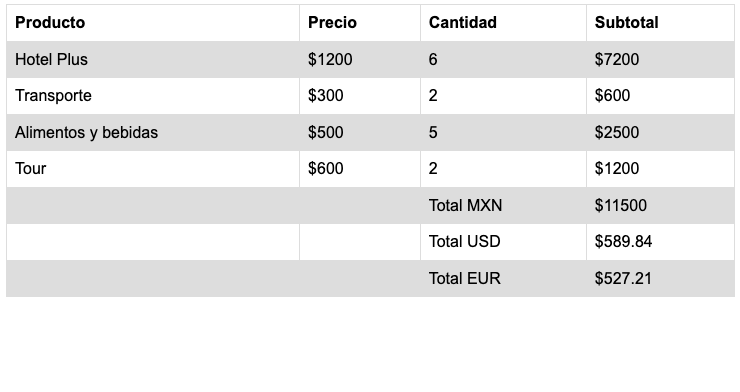 Producto Precio Cantidad Subtotal
Hotel Plus $1200 6 $7200
Transporte $300 2 $600
Alimentos y bebidas $500 5 $2500
Tour $600 2 $1200
Total MXN $11500
Total USD $589.84
Total EUR $527.21